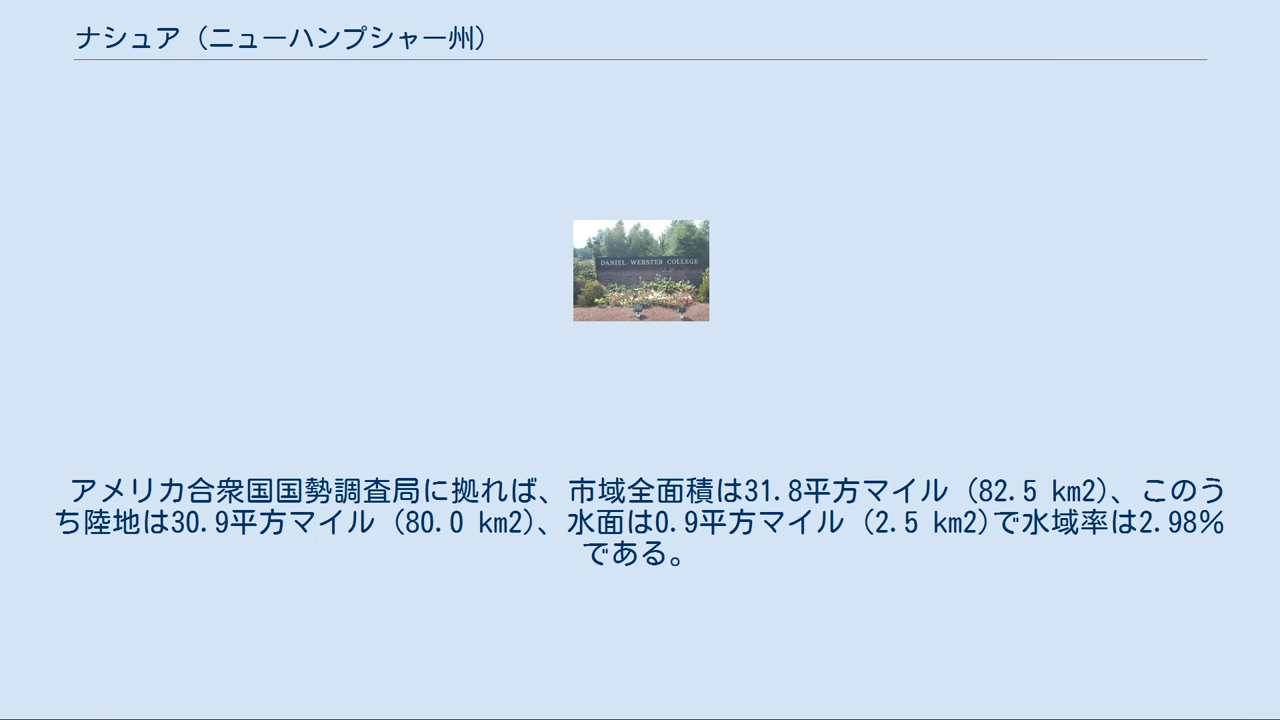 ナシュア（ニューハンプシャー州）
DANIEL WEBSTER COLLEGE
アメリカ合衆国国勢調査局に拠れば、市域全面積は31.8平方マイル (82.5 km2)、このう
ち陸地は30.9平方マイル (80.0 km2)、水面は0.9平方マイル (2.5 km2)で水域率は2.98%
である。